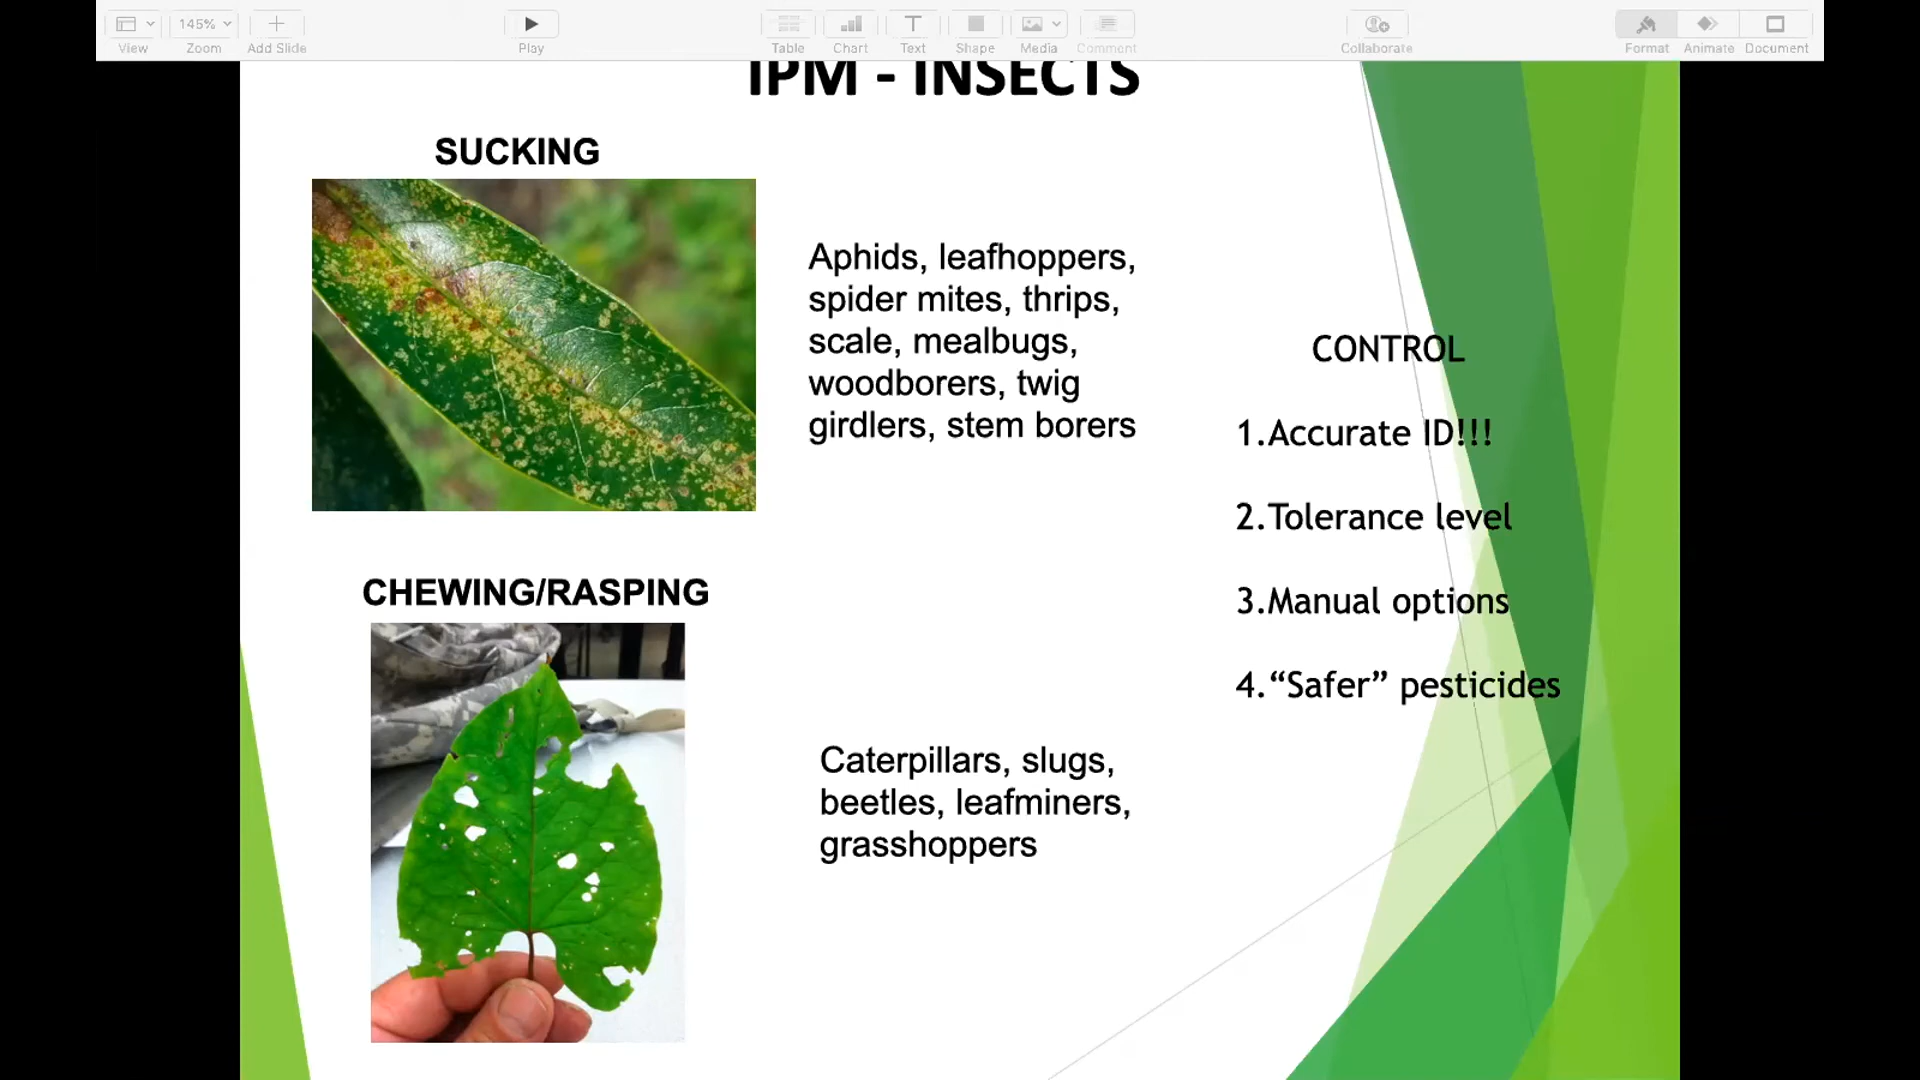 145%
View
Zoom
Add Slide
Play
Table
Chart
Text
Shape
Media
Comment
Collaborate
Format
Animate
Document
IPM - INSECTS
SUCKING
Aphids, leafhoppers,
spider mites, thrips,
scale, mealbugs,
woodborers, twig
girdlers, stem borers
CONTROL
1.Accurate ID!!!
2.Tolerance level
3.Manual options
4.“Safer” pesticides
CHEWING/RASPING
Caterpillars, slugs,
beetles, leafminers,
grasshoppers